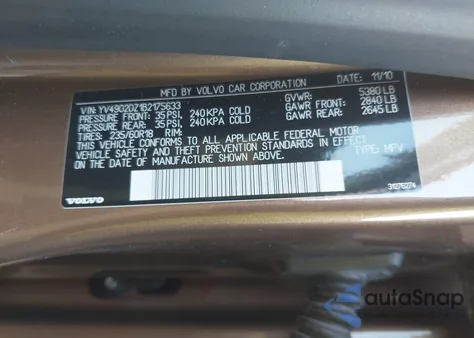 MFD BY VOLVO CAR CORPORATION DATE: 11/10
VIN: YV4902DZ1B2175633 GVWR: 5380 LB
PRESSURE FRONT: 35 PSI, 240 KPA COLD GAWR FRONT: 2840 LB
PRESSURE REAR: 35 PSI, 240 KPA COLD GAWR REAR: 2645 LB
TIRES: 235/60R18 RIM:
THIS VEHICLE CONFORMS TO ALL APPLICABLE FEDERAL MOTOR
VEHICLE SAFETY AND THEFT PREVENTION STANDARDS IN EFFECT
ON THE DATE OF MANUFACTURE SHOWN ABOVE. TYPE: MPV
VOLVO 31276274
autoSnap